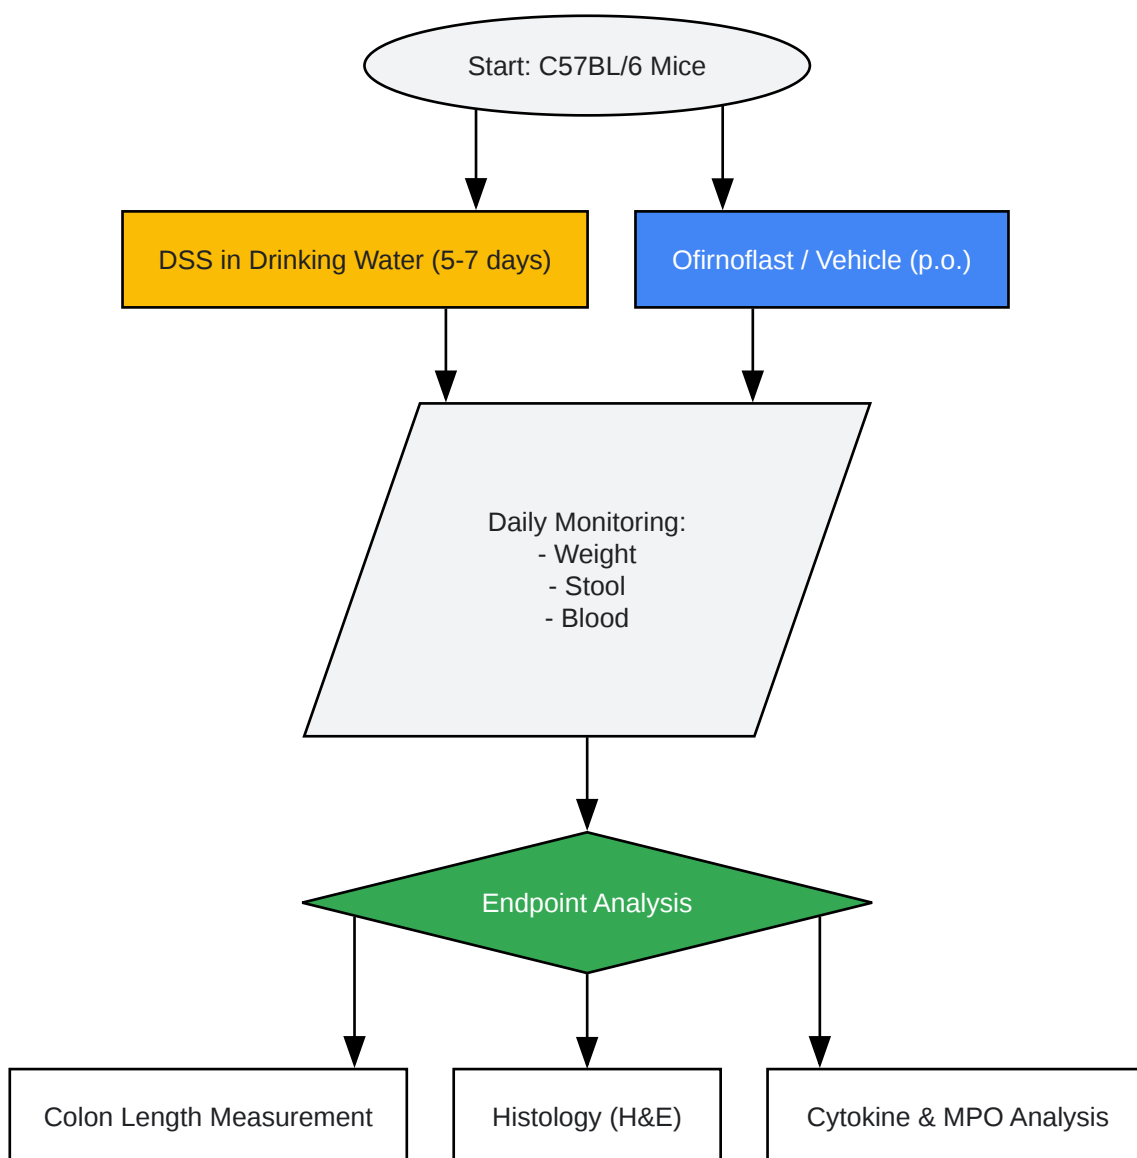 Start: C57BL/6 Mice
DSS in Drinking Water (5-7 days)
Ofirnoflast / Vehicle (p.o.)
Daily Monitoring:
- Weight
- Stool
- Blood
Endpoint Analysis
Colon Length Measurement
Histology (H&E)
Cytokine & MPO Analysis